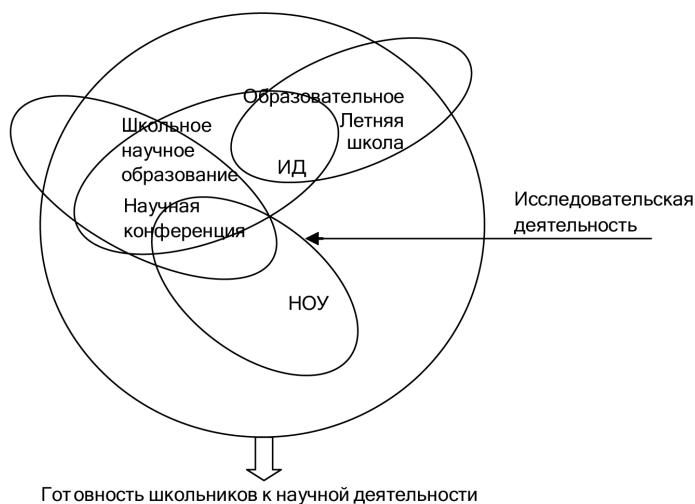 Образовательное
Летняя
школа
Школьное
научное
образование
ИД
Научная
конференция
Исследовательская
деятельность
НОУ
Готовность школьников к научной деятельности